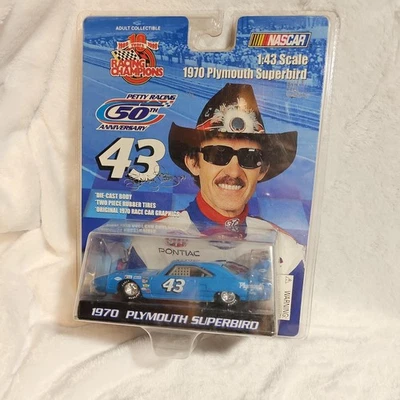 ADULT COLLECTIBLE
RACING CHAMPIONS
NASCAR
1:43 Scale
1970 Plymouth Superbird
PETTY RACING
50TH
ANNIVERSARY
43
*DIE-CAST BODY
*TWO PIECE RUBBER TIRES
*ORIGINAL 1970 RACE CAR GRAPHICS
PONTIAC
43
WARNING
1970 PLYMOUTH SUPERBIRD